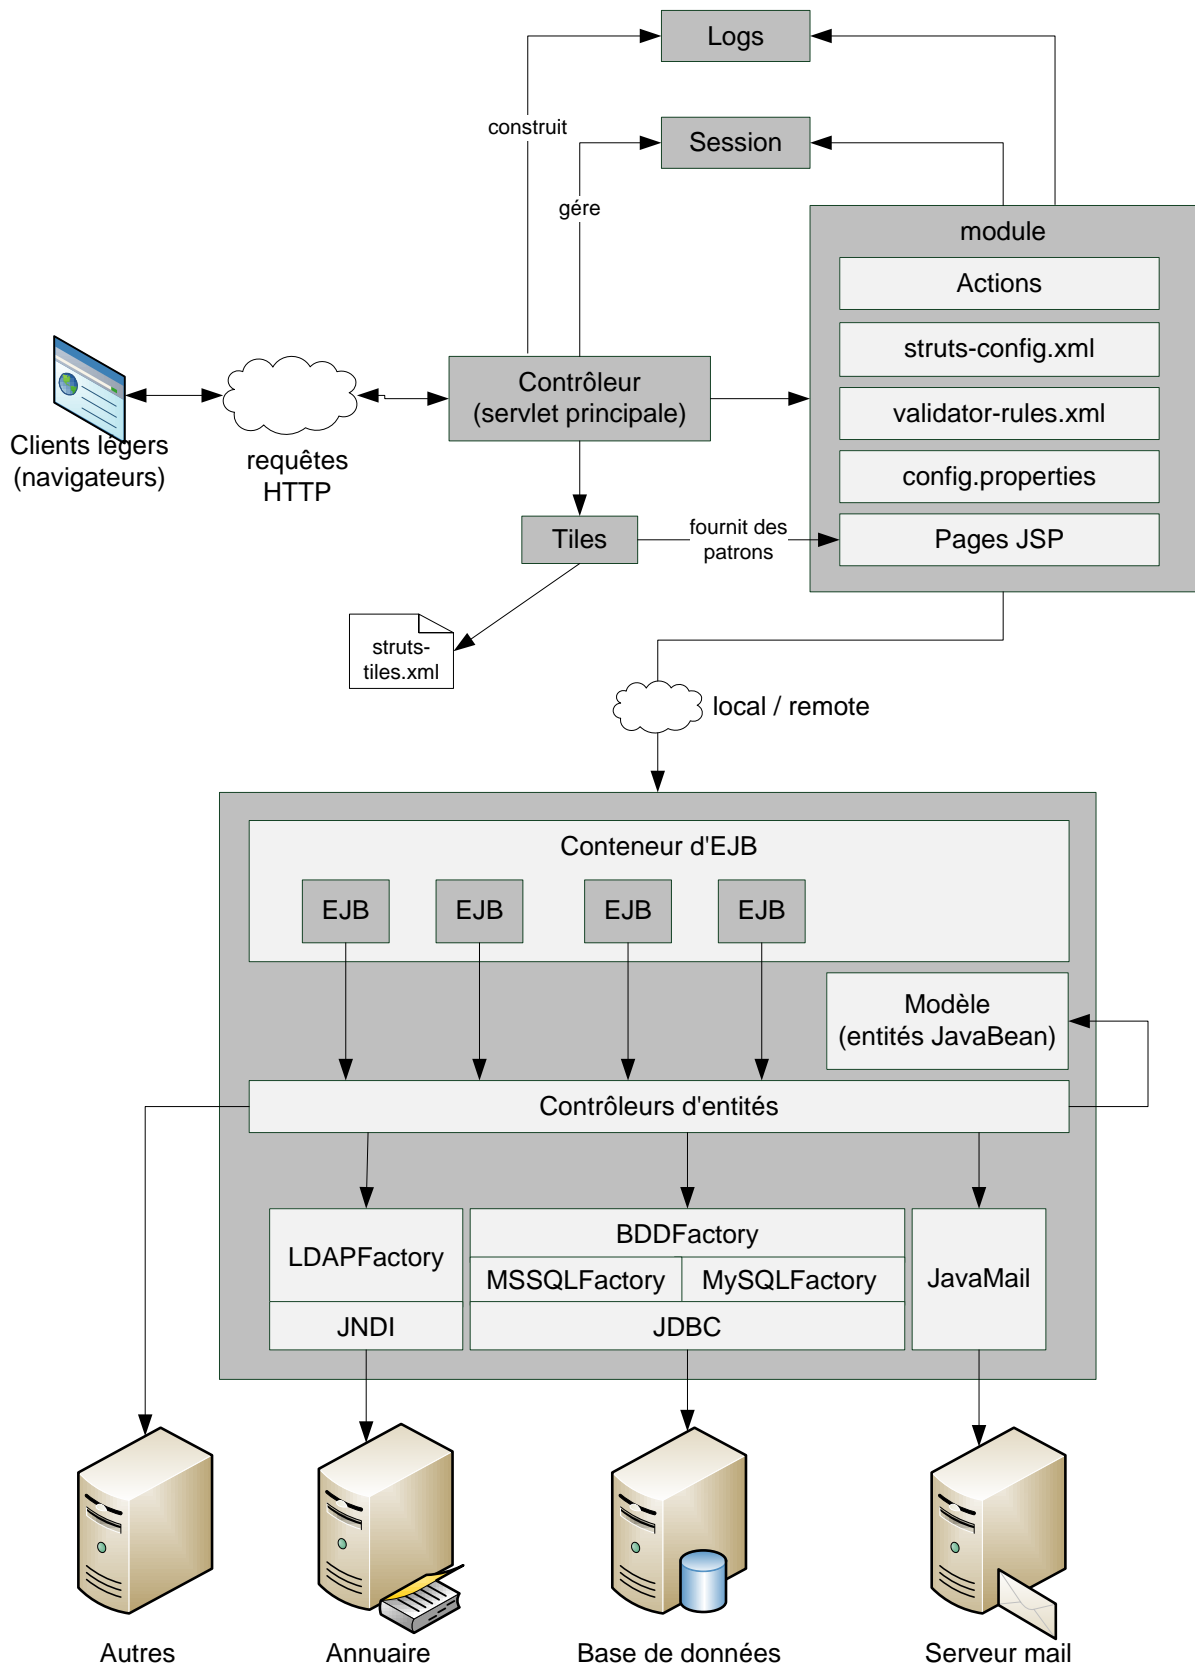 Logs
construit
Session
gére
module
Actions
struts-config.xml
validator-rules.xml
config.properties
Pages JSP
Contrôleur
(servlet principale)
Clients légers
(navigateurs)
requêtes
HTTP
Tiles
fournit des
patrons
struts-
tiles.xml
local / remote
Conteneur d'EJB
EJB
EJB
EJB
EJB
Modèle
(entités JavaBean)
Contrôleurs d'entités
LDAPFactory
JNDI
BDDFactory
MSSQLFactory
MySQLFactory
JDBC
JavaMail
Autres
Annuaire
Base de données
Serveur mail